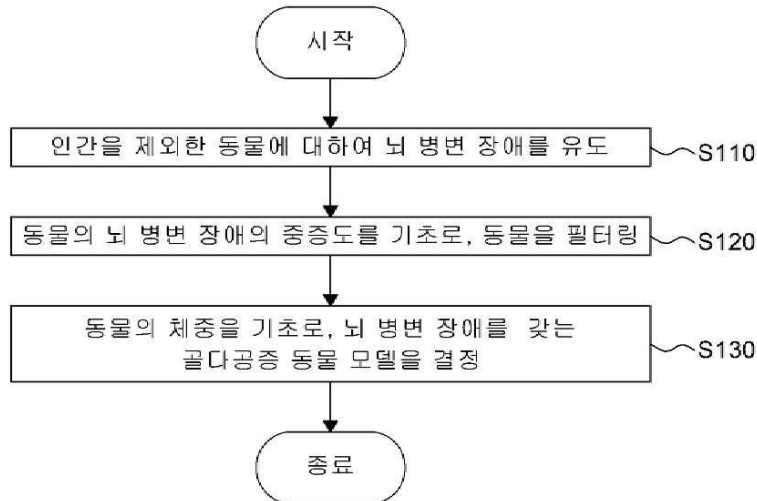 시작
인간을 제외한 동물에 대하여 뇌 병변 장애를 유도
S110
동물의 뇌 병변 장애의 중증도를 기초로, 동물을 필터링
S120
동물의 체중을 기초로, 뇌 병변 장애를 갖는
골다공증 동물 모델을 결정
S130
종료